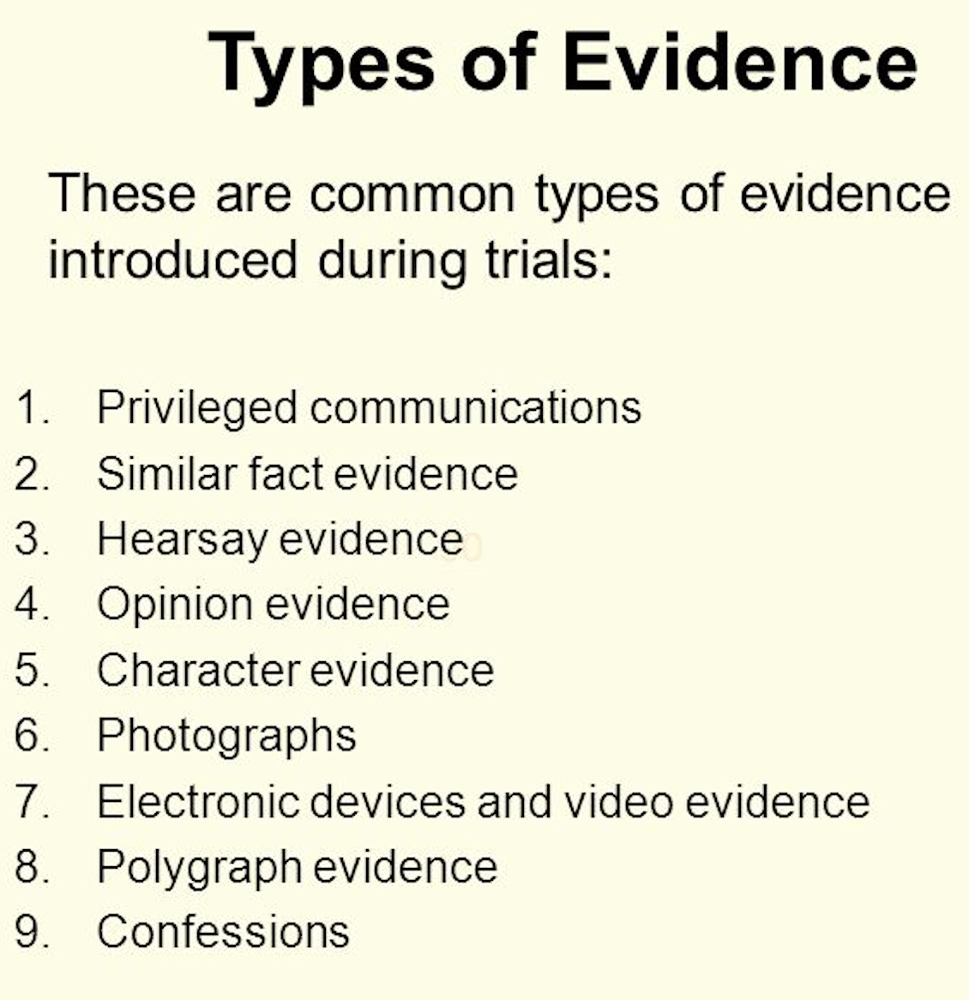 Types of Evidence
These are common types of evidence
introduced during trials:
1. Privileged communications
2. Similar fact evidence
3. Hearsay evidence
4. Opinion evidence
5. Character evidence
6. Photographs
7. Electronic devices and video evidence
8. Polygraph evidence
9. Confessions